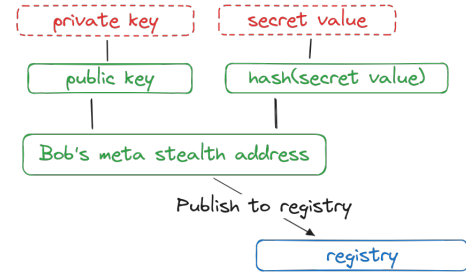 private key
secret value
public key
hash(secret value)
Bob's meta stealth address
Publish to registry
registry